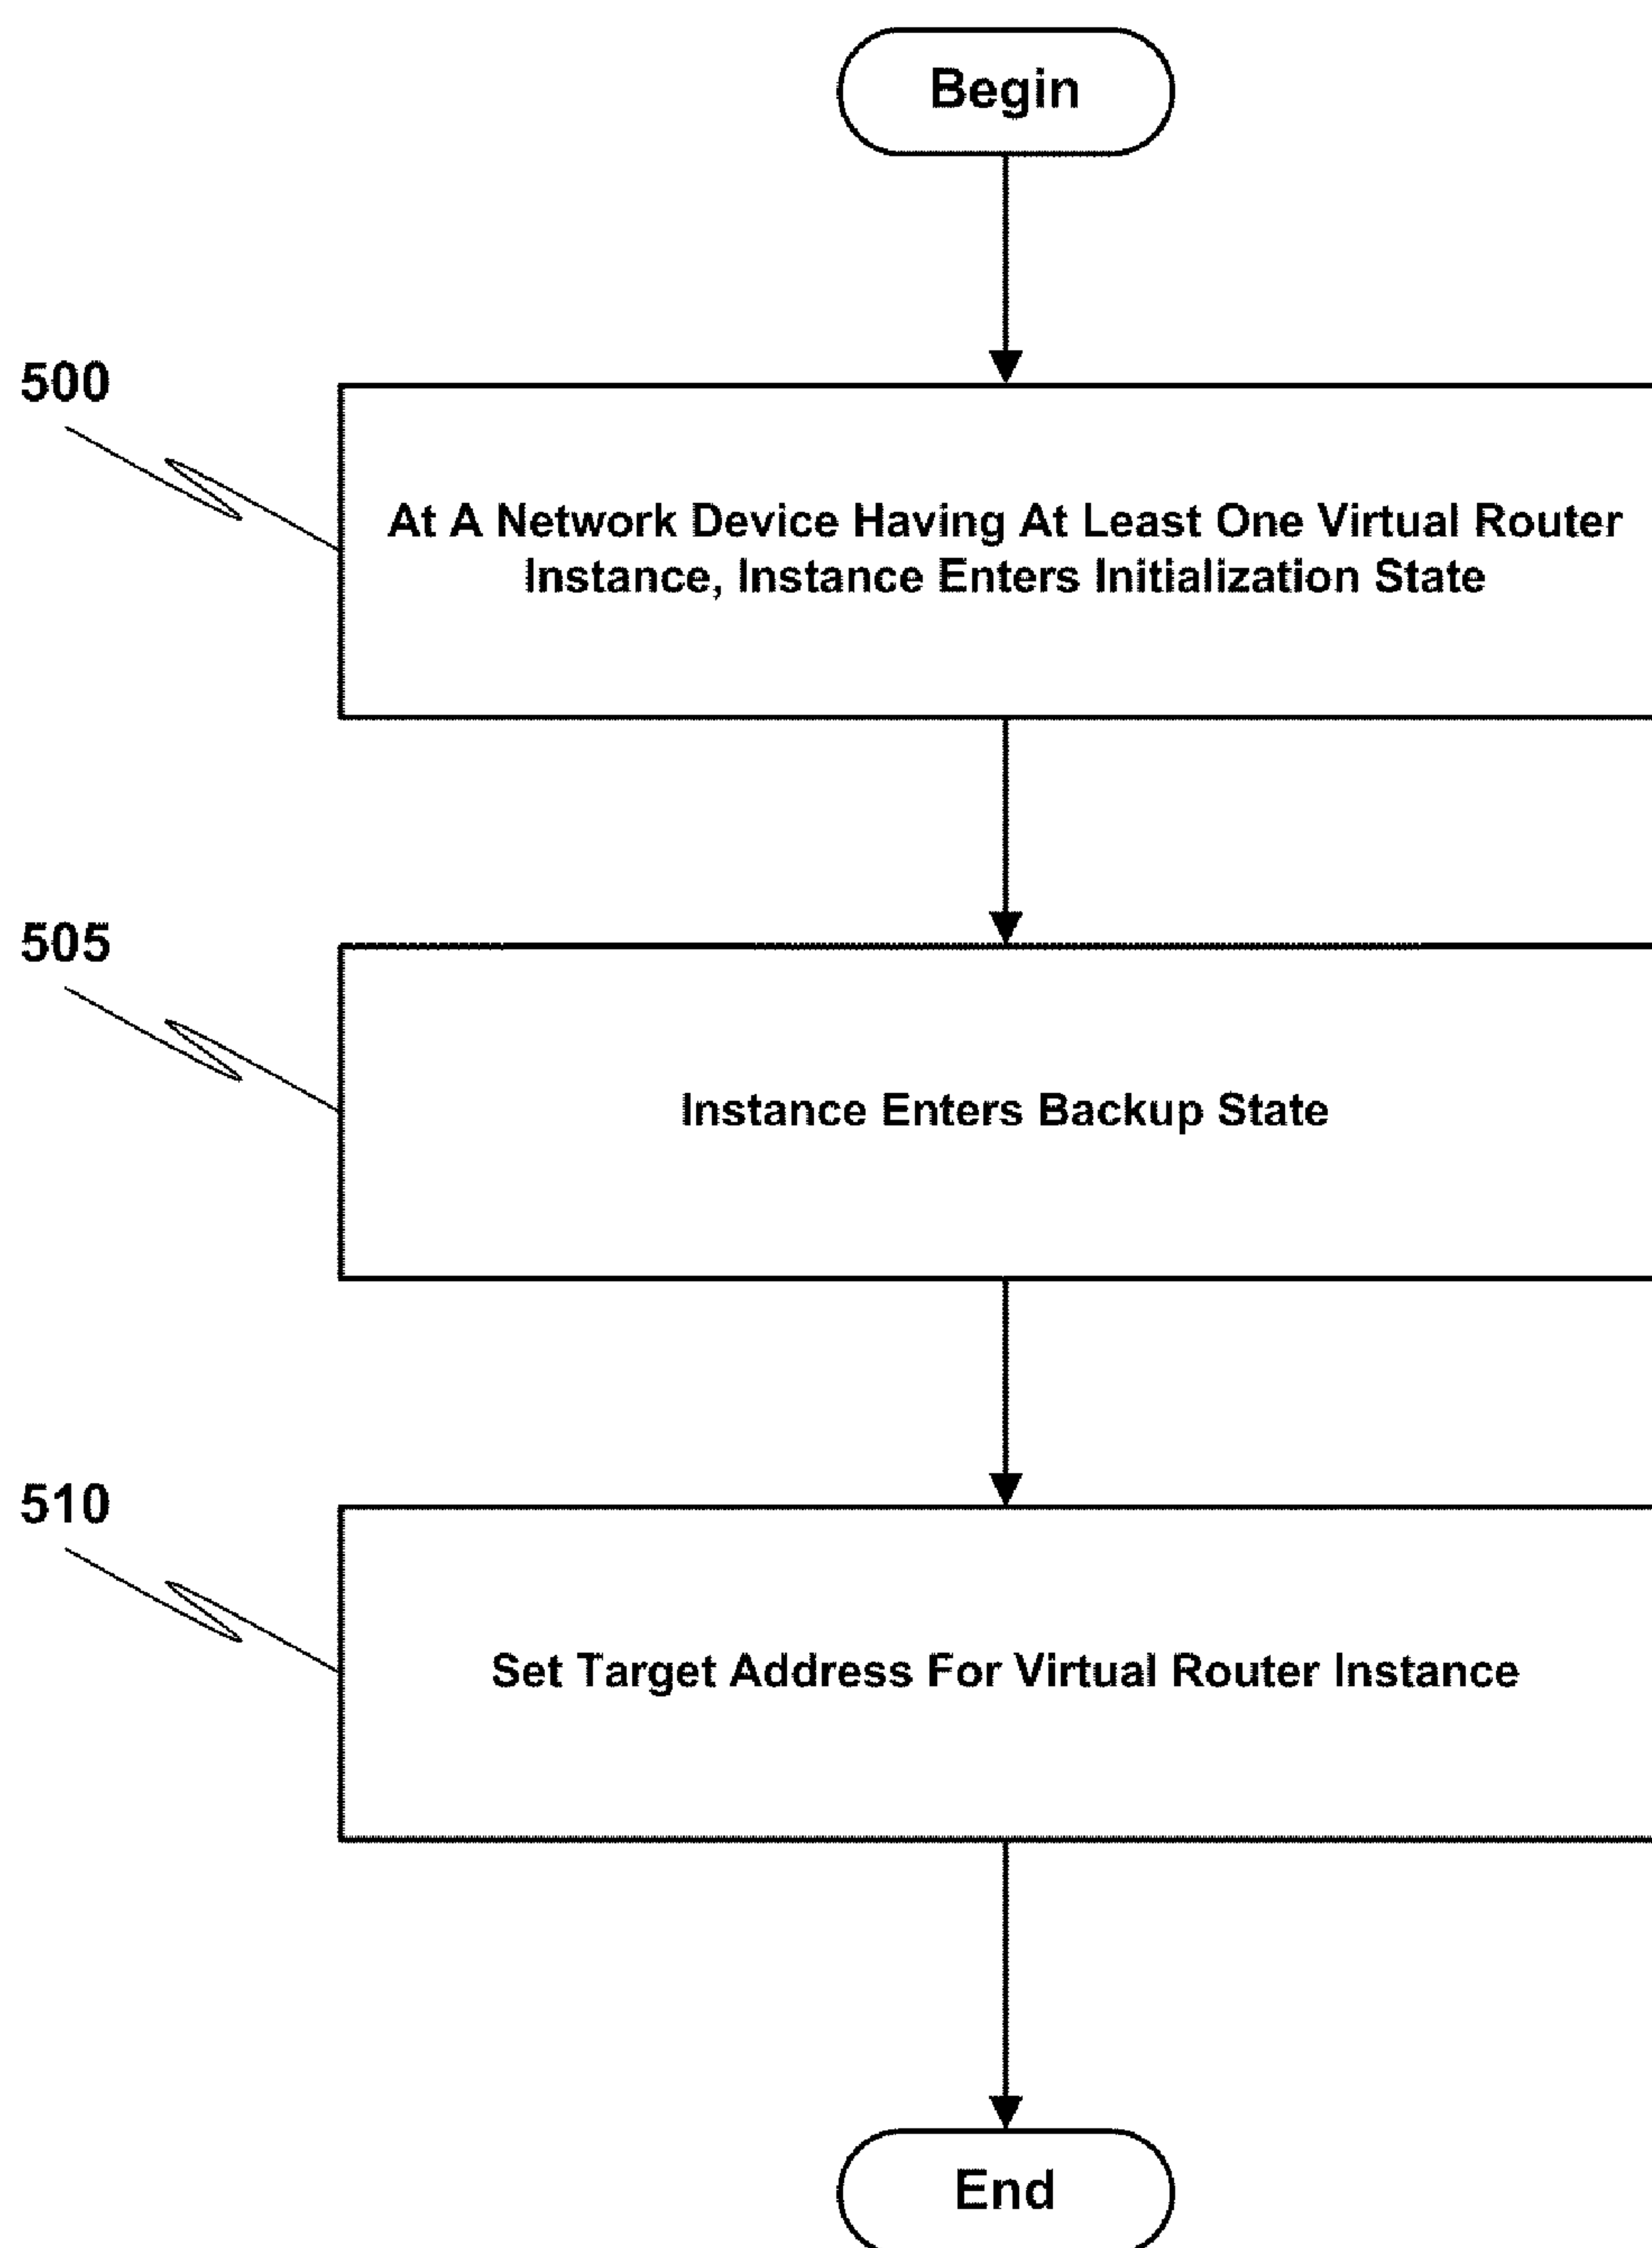 Begin
500
At A Network Device Having At Least One Virtual Router
Instance, Instance Enters Initialization State
505
Instance Enters Backup State
510
Set Target Address For Virtual Router Instance
End